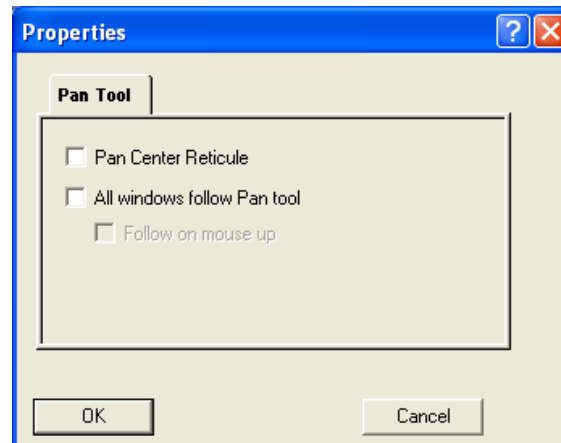 Properties
Pan Tool
Pan Center Reticule
All windows follow Pan tool
Follow on mouse up
OK
Cancel